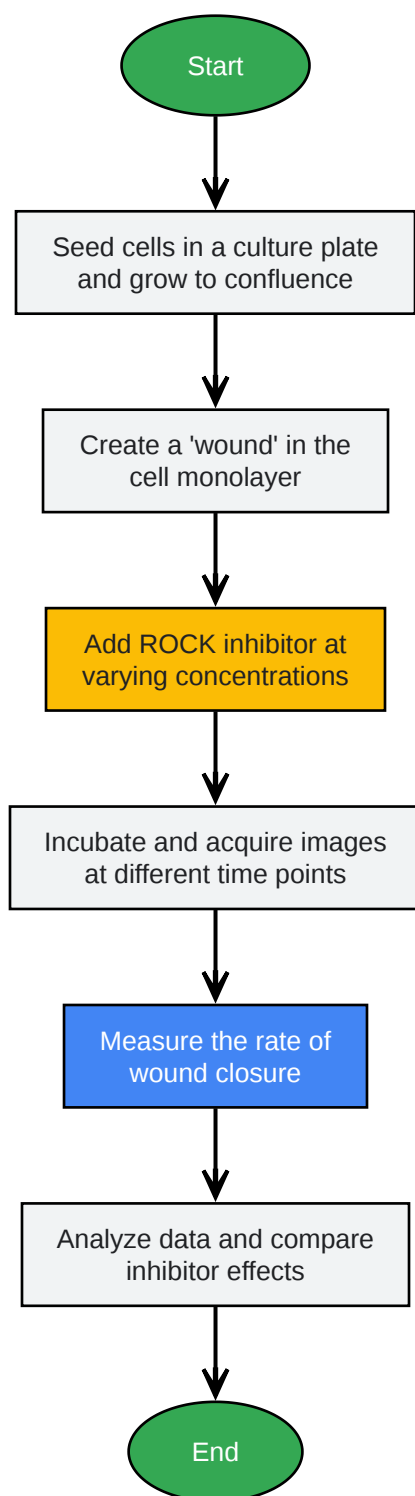 Start
Seed cells in a culture plate
and grow to confluence
Create a 'wound' in the
cell monolayer
Add ROCK inhibitor at
varying concentrations
Incubate and acquire images
at different time points
Measure the rate of
wound closure
Analyze data and compare
inhibitor effects
End